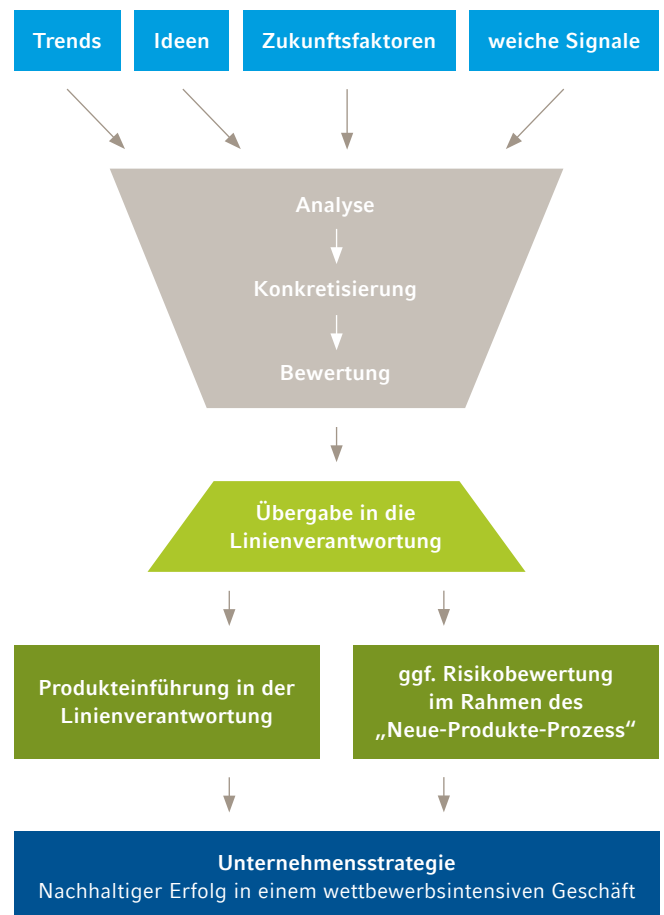 Trends
Ideen
Zukunftsfaktoren
weiche Signale
Analyse
Konkretisierung
Bewertung
Übergabe in die
Linienverantwortung
Produkteinführung in der
Linienverantwortung
ggf. Risikobewertung
im Rahmen des
„Neue-Produkte-Prozess“
Unternehmensstrategie
Nachhaltiger Erfolg in einem wettbewerbsintensiven Geschäft